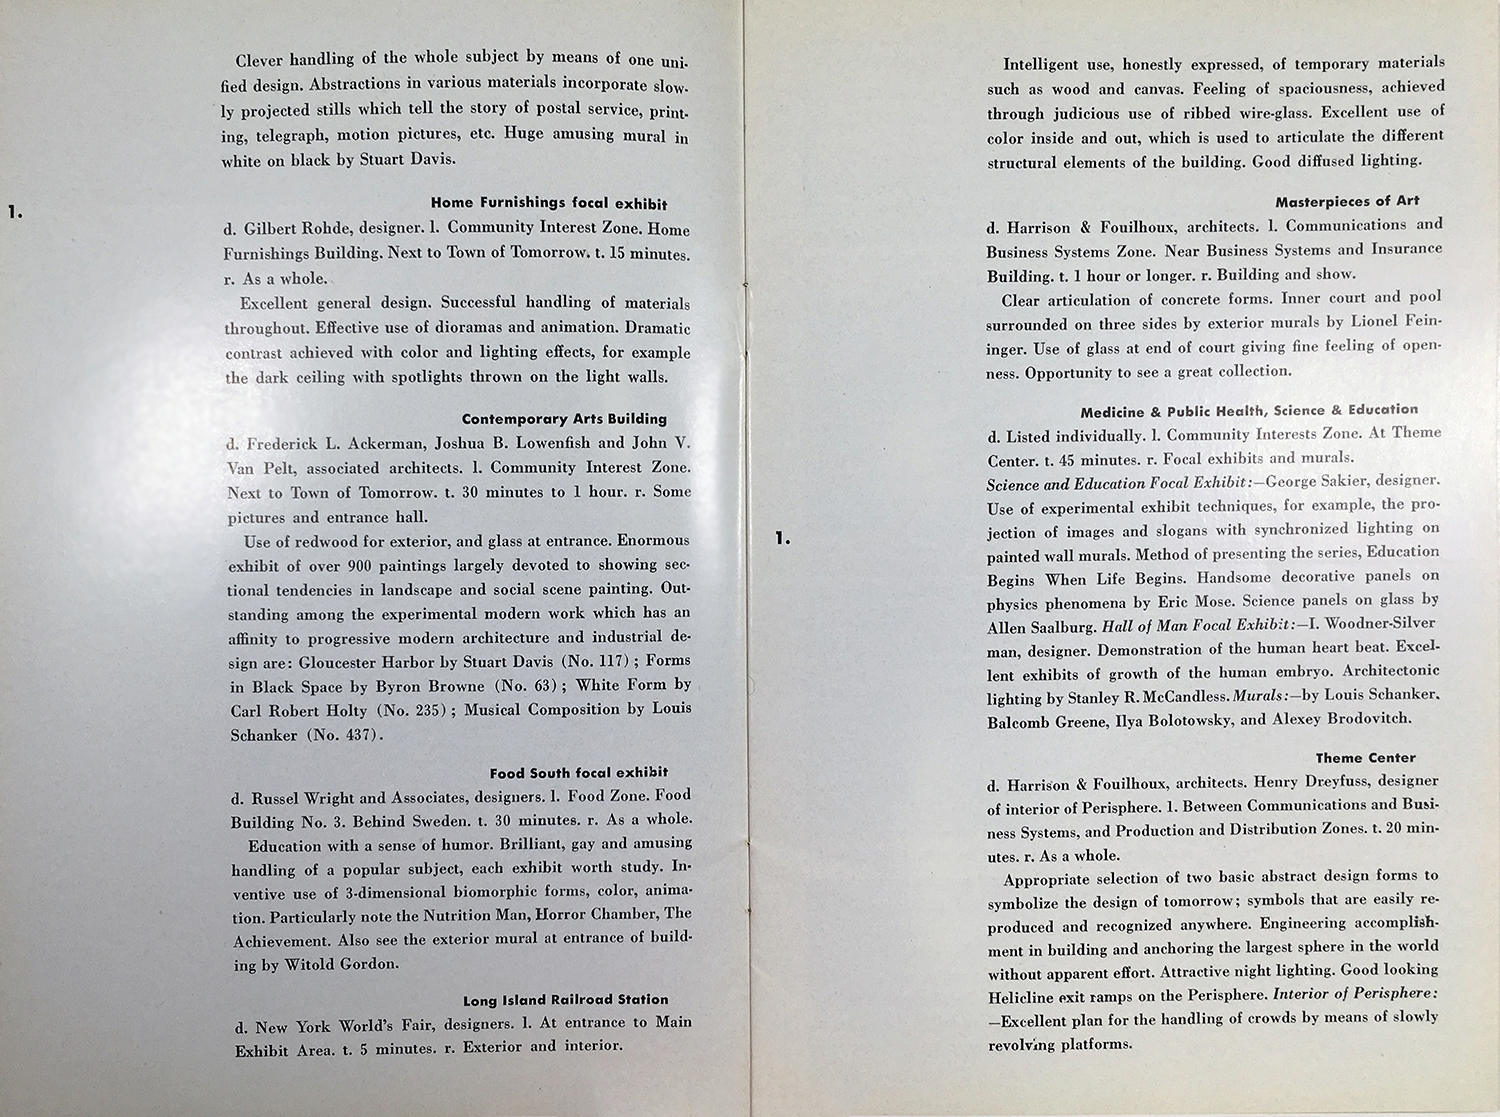 Clever handling of the whole subject by means of one uni-
fied design. Abstractions in various materials incorporate slow-
ly projected stills which tell the story of postal service, print-
ing, telegraph, motion pictures, etc. Huge amusing mural in
white on black by Stuart Davis.
1.
Home Furnishings focal exhibit
d. Gilbert Rohde, designer. l. Community Interest Zone. Home
Furnishings Building. Next to Town of Tomorrow. t. 15 minutes.
r. As a whole.
Excellent general design. Successful handling of materials
throughout. Effective use of dioramas and animation. Dramatic
contrast achieved with color and lighting effects, for example
the dark ceiling with spotlights thrown on the light walls.
Contemporary Arts Building
d. Frederick L. Ackerman, Joshua B. Lowenfish and John V.
Van Pelt, associated architects. l. Community Interest Zone.
Next to Town of Tomorrow. t. 30 minutes to 1 hour. r. Some
pictures and entrance hall.
Use of redwood for exterior, and glass at entrance. Enormous
exhibit of over 900 paintings largely devoted to showing sec-
tional tendencies in landscape and social scene painting. Out-
standing among the experimental modern work which has an
affinity to progressive modern architecture and industrial de-
sign are: Gloucester Harbor by Stuart Davis (No. 117) ; Forms
in Black Space by Byron Browne (No. 63) ; White Form by
Carl Robert Holty (No. 235) ; Musical Composition by Louis
Schanker (No. 437).
Food South focal exhibit
d. Russel Wright and Associates, designers. l. Food Zone. Food
Building No. 3. Behind Sweden. t. 30 minutes. r. As a whole.
Education with a sense of humor. Brilliant, gay and amusing
handling of a popular subject, each exhibit worth study. In-
ventive use of 3-dimensional biomorphic forms, color, anima-
tion. Particularly note the Nutrition Man, Horror Chamber, The
Achievement. Also see the exterior mural at entrance of build-
ing by Witold Gordon.
Long Island Railroad Station
d. New York World's Fair, designers. l. At entrance to Main
Exhibit Area. t. 5 minutes. r. Exterior and interior.
Intelligent use, honestly expressed, of temporary materials
such as wood and canvas. Feeling of spaciousness, achieved
through judicious use of ribbed wire-glass. Excellent use of
color inside and out, which is used to articulate the different
structural elements of the building. Good diffused lighting.
Masterpieces of Art
d. Harrison & Fouilhoux, architects. l. Communications and
Business Systems Zone. Near Business Systems and Insurance
Building. t. 1 hour or longer. r. Building and show.
Clear articulation of concrete forms. Inner court and pool
surrounded on three sides by exterior murals by Lionel Fein-
inger. Use of glass at end of court giving fine feeling of open-
ness. Opportunity to see a great collection.
Medicine & Public Health, Science & Education
d. Listed individually. l. Community Interests Zone. At Theme
Center. t. 45 minutes. r. Focal exhibits and murals.
Science and Education Focal Exhibit:—George Sakier, designer.
Use of experimental exhibit techniques, for example, the pro-
jection of images and slogans with synchronized lighting on
1.
painted wall murals. Method of presenting the series, Education
Begins When Life Begins. Handsome decorative panels on
physics phenomena by Eric Mose. Science panels on glass by
Allen Saalburg. Hall of Man Focal Exhibit:—I. Woodner-Silver
man, designer. Demonstration of the human heart beat. Excel-
lent exhibits of growth of the human embryo. Architectonic
lighting by Stanley R. McCandless. Murals:—by Louis Schanker,
Balcomb Greene, Ilya Bolotowsky, and Alexey Brodovitch.
Theme Center
d. Harrison & Fouilhoux, architects. Henry Dreyfuss, designer
of interior of Perisphere. l. Between Communications and Busi-
ness Systems, and Production and Distribution Zones. t. 20 min-
utes. r. As a whole.
Appropriate selection of two basic abstract design forms to
symbolize the design of tomorrow; symbols that are easily re-
produced and recognized anywhere. Engineering accomplish-
ment in building and anchoring the largest sphere in the world
without apparent effort. Attractive night lighting. Good looking
Helicline exit ramps on the Perisphere. Interior of Perisphere:
—Excellent plan for the handling of crowds by means of slowly
revolving platforms.